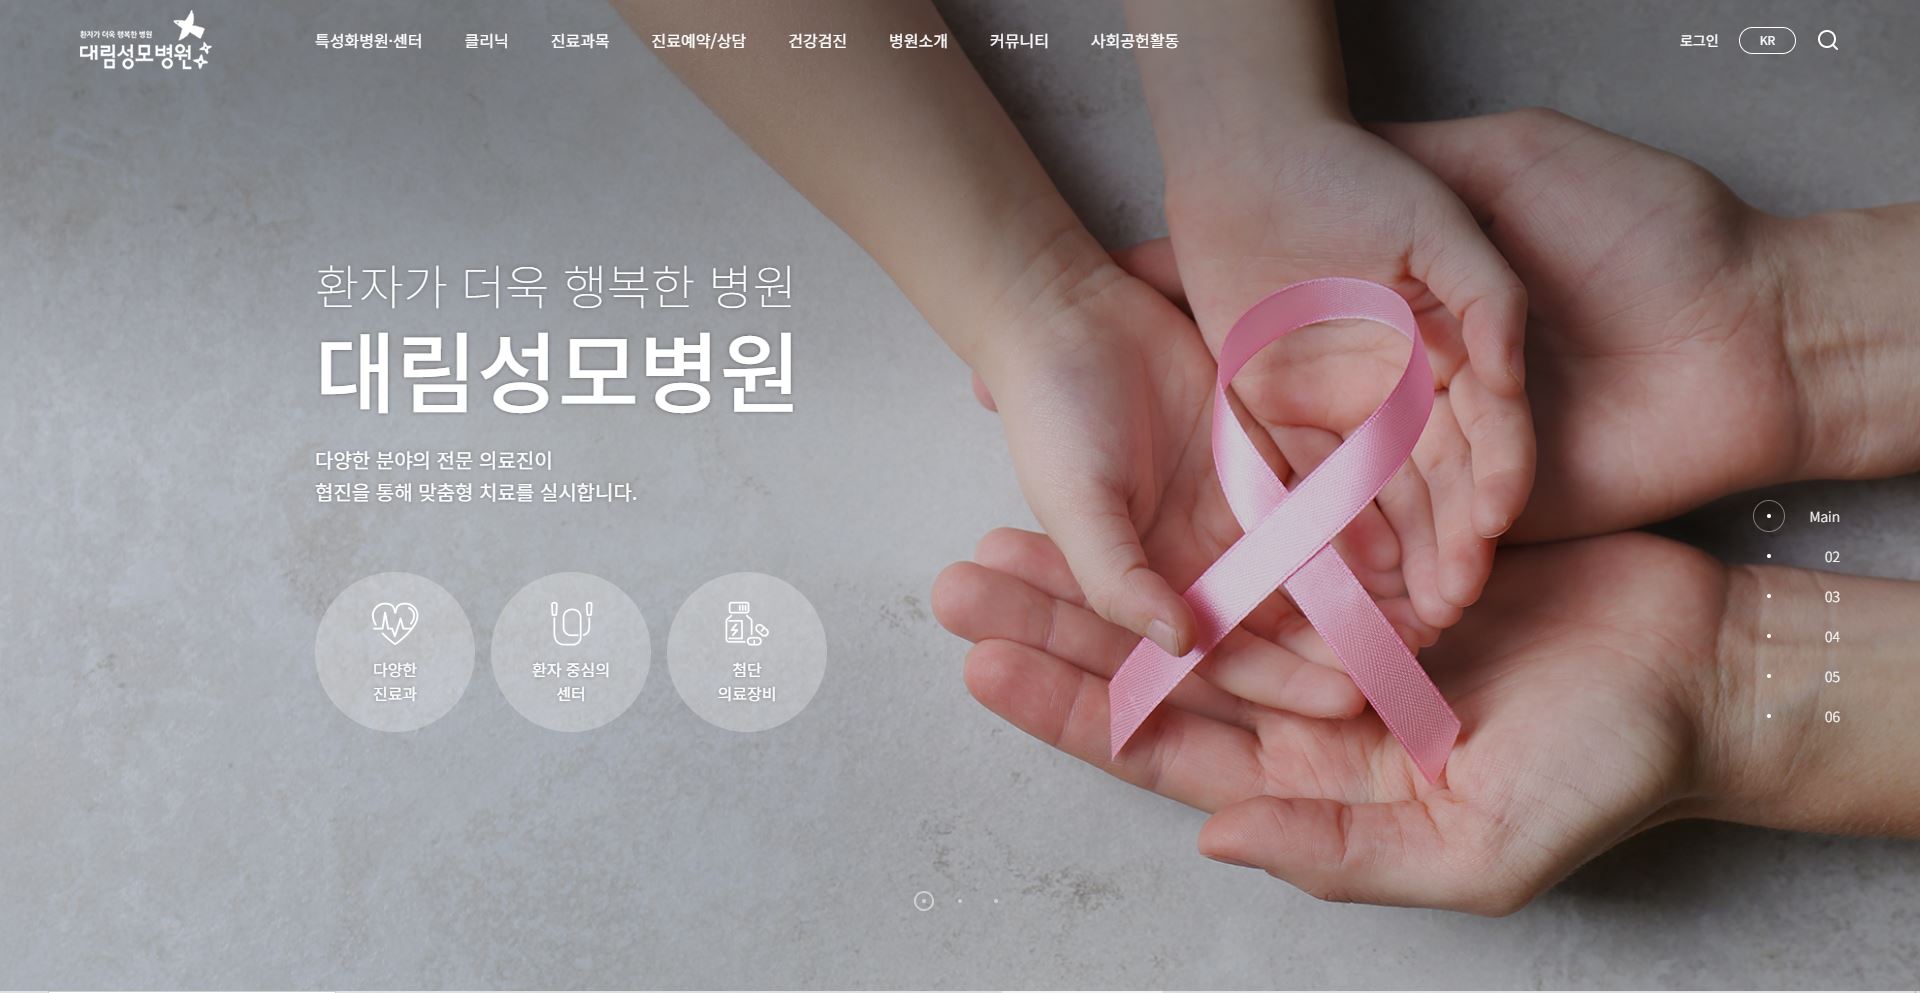 환자가 더욱 행복한 병원
대림성모병원
특성화병원·센터 클리닉 진료과목 진료예약/상담 건강검진 병원소개 커뮤니티 사회공헌활동
로그인 KR
환자가 더욱 행복한 병원
대림성모병원
다양한 분야의 전문 의료진이
협진을 통해 맞춤형 치료를 실시합니다.
다양한
진료과
환자 중심의
센터
첨단
의료장비
Main
02
03
04
05
06